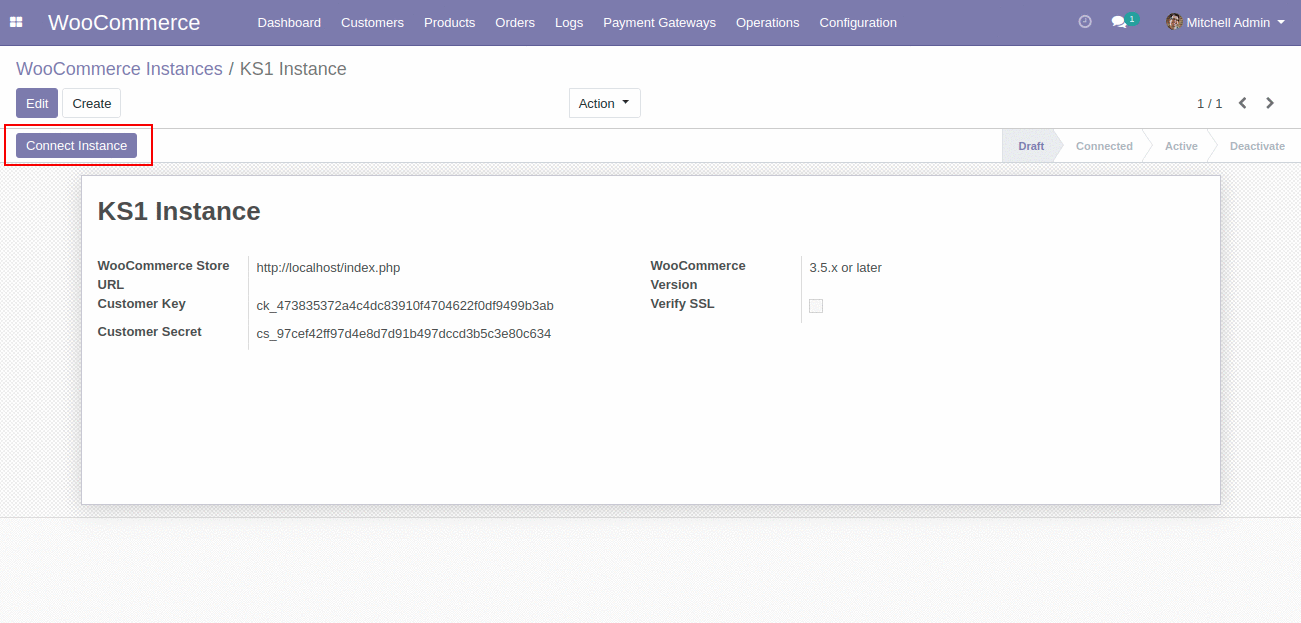 WooCommerce Dashboard Customers Products Orders Logs Payment Gateways Operations Configuration 1 Mitchell Admin
WooCommerce Instances / KS1 Instance
Edit Create Action 1 / 1
Connect Instance Draft Connected Active Deactivate
KS1 Instance
WooCommerce Store URL http://localhost/index.php
WooCommerce Version 3.5.x or later
Customer Key ck_473835372a4c4dc83910f4704622f0df9499b3ab
Verify SSL
Customer Secret cs_97cef42ff97d4e8d7d91b497dccd3b5c3e80c634